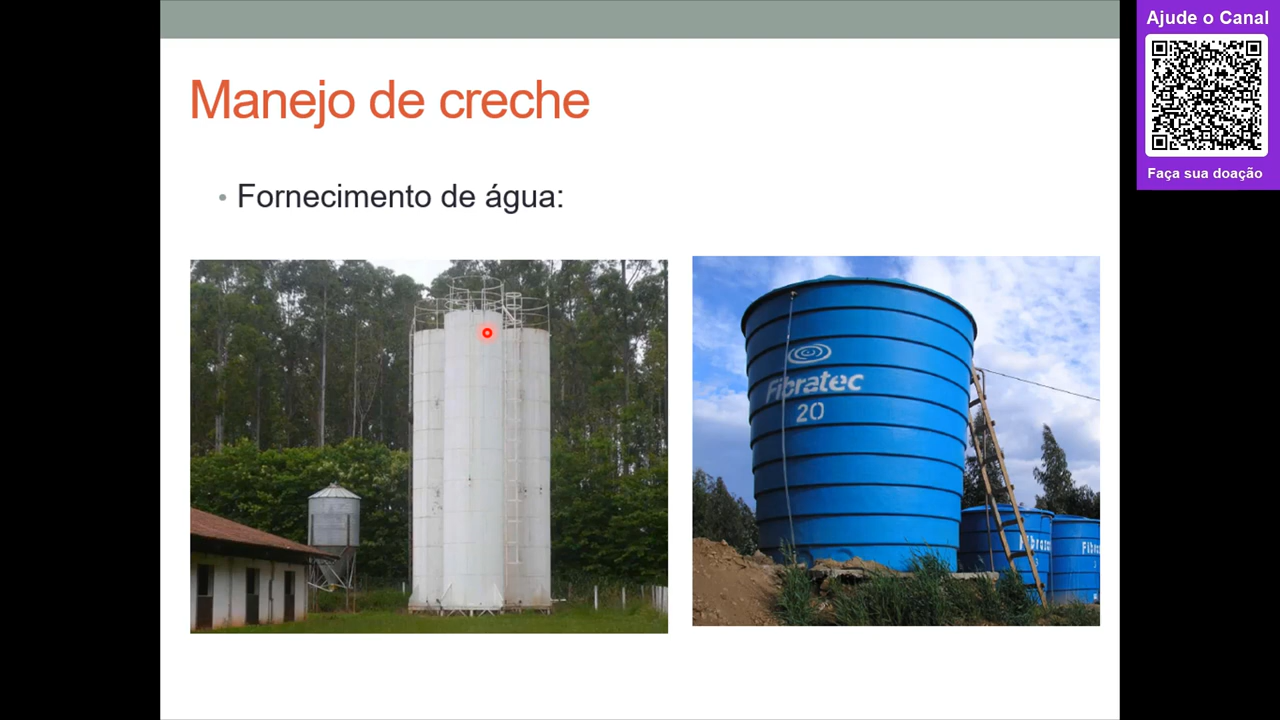 Ajude o Canal
Faça sua doação
Manejo de creche
• Fornecimento de água:
Fibratec
20